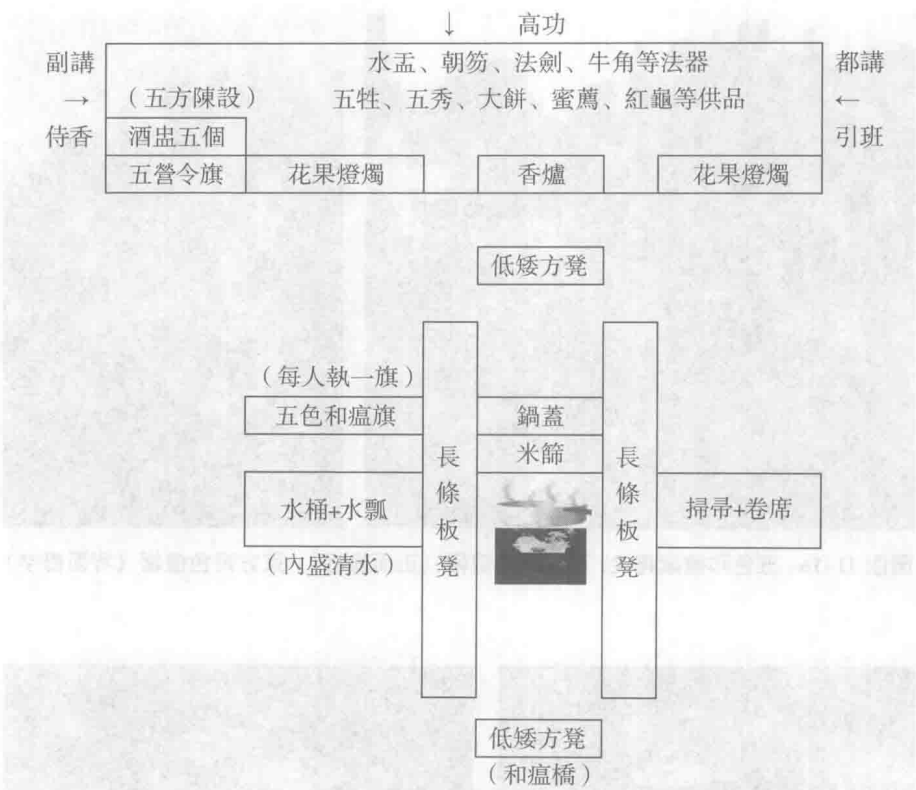 ↓ 高功
副講 水盂、朝笏、法劍、牛角等法器 都講
→ （五方陳設） 五牲、五秀、大餅、蜜薦、紅龜等供品 ←
侍香 酒盅五個 引班
五營令旗 花果燈燭 香爐 花果燈燭
低矮方凳
（每人執一旗）
五色和瘟旗 鍋蓋
米篩
長條板凳
長條板凳
水桶+水瓢 掃帚+卷席
（內盛清水）
低矮方凳
（和瘟橋）